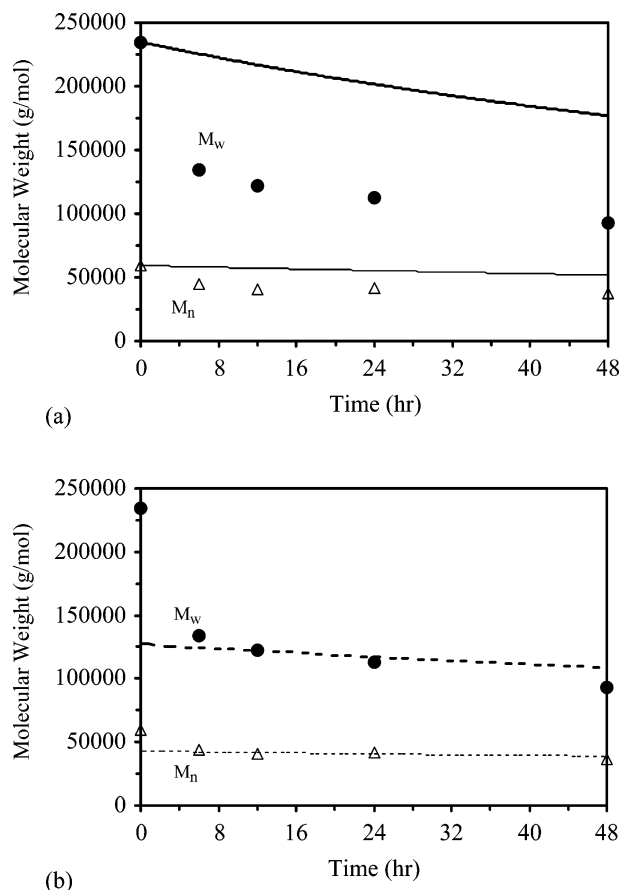 250000
200000
150000
100000
50000
0
Molecular Weight (g/mol)
Mw
Mn
0 8 16 24 32 40 48
Time (hr)
(a)
250000
200000
150000
100000
50000
0
Molecular Weight (g/mol)
Mw
Mn
0 8 16 24 32 40 48
Time (hr)
(b)